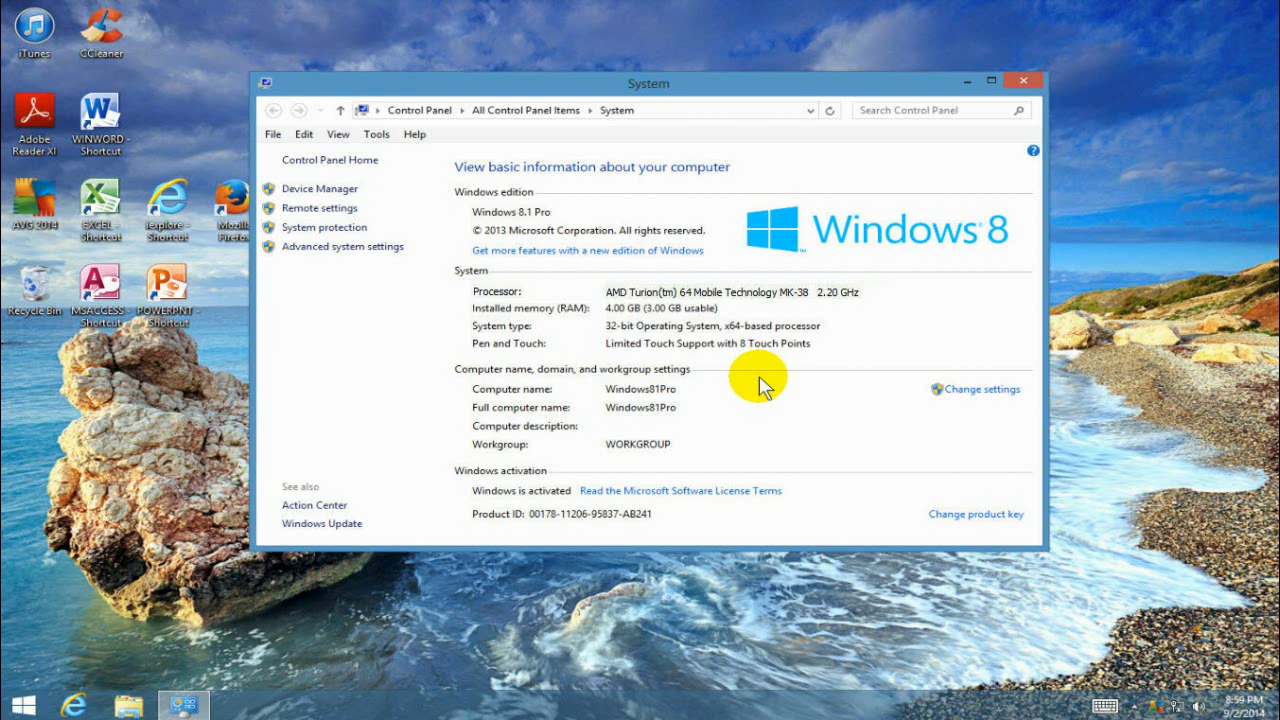 iTunes
CCleaner
Adobe
Reader XI
WINWORD -
Shortcut
AVG 2014
EXCEL -
Shortcut
iexplore -
Shortcut
Mozilla
Firefox
Recycle Bin
MSACCESS -
Shortcut
POWERPNT -
Shortcut
System
Control Panel
All Control Panel Items
System
Search Control Panel
File Edit View Tools Help
Control Panel Home
Device Manager
Remote settings
System protection
Advanced system settings
See also
Action Center
Windows Update
View basic information about your computer
Windows edition
Windows 8.1 Pro
© 2013 Microsoft Corporation. All rights reserved.
Get more features with a new edition of Windows
Windows® 8
System
Processor: AMD Turion(tm) 64 Mobile Technology MK-38 2.20 GHz
Installed memory (RAM): 4.00 GB (3.00 GB usable)
System type: 32-bit Operating System, x64-based processor
Pen and Touch: Limited Touch Support with 8 Touch Points
Computer name, domain, and workgroup settings
Computer name: Windows81Pro
Change settings
Full computer name: Windows81Pro
Computer description:
Workgroup: WORKGROUP
Windows activation
Windows is activated Read the Microsoft Software License Terms
Product ID: 00178-11206-95837-AB241
Change product key
8:59 PM
9/2/2014